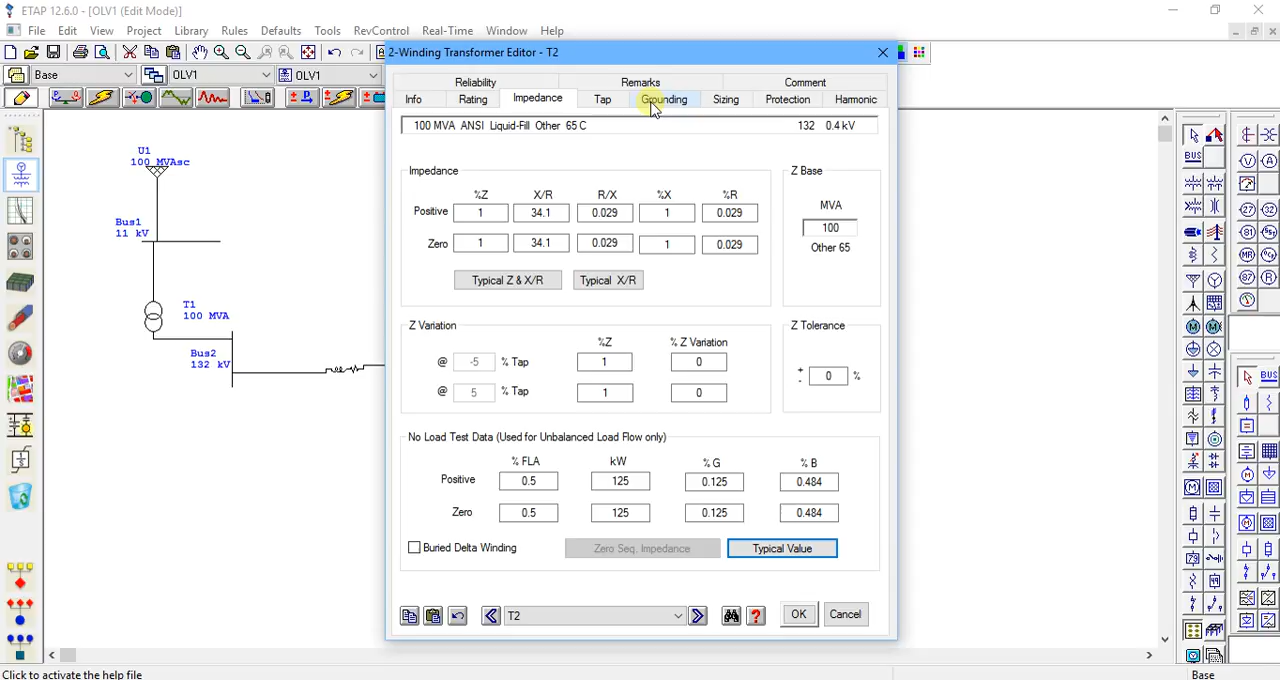 ETAP 12.6.0 - [OLV1 (Edit Mode)]
File Edit View Project Library Rules Defaults Tools RevControl Real-Time Window Help
Base OLV1 OLV1
2-Winding Transformer Editor - T2
Reliability Remarks Comment
Info Rating Impedance Tap Grounding Sizing Protection Harmonic
100 MVA ANSI Liquid-Fill Other 65 C 132 0.4 kV
Impedance
%Z X/R R/X %X %R
Positive 1 34.1 0.029 1 0.029
Zero 1 34.1 0.029 1 0.029
Typical Z & X/R Typical X/R
Z Base
MVA
100
Other 65
Z Variation
%Z % Z Variation
@ -5 % Tap 1 0
@ 5 % Tap 1 0
Z Tolerance
+
- 0 %
No Load Test Data (Used for Unbalanced Load Flow only)
% FLA kW % G % B
Positive 0.5 125 0.125 0.484
Zero 0.5 125 0.125 0.484
Buried Delta Winding Zero Seq. Impedance Typical Value
T2 OK Cancel
U1
100 MVAsc
Bus1
11 kV
T1
100 MVA
Bus2
132 kV
BUS
BUS
Click to activate the help file
Base